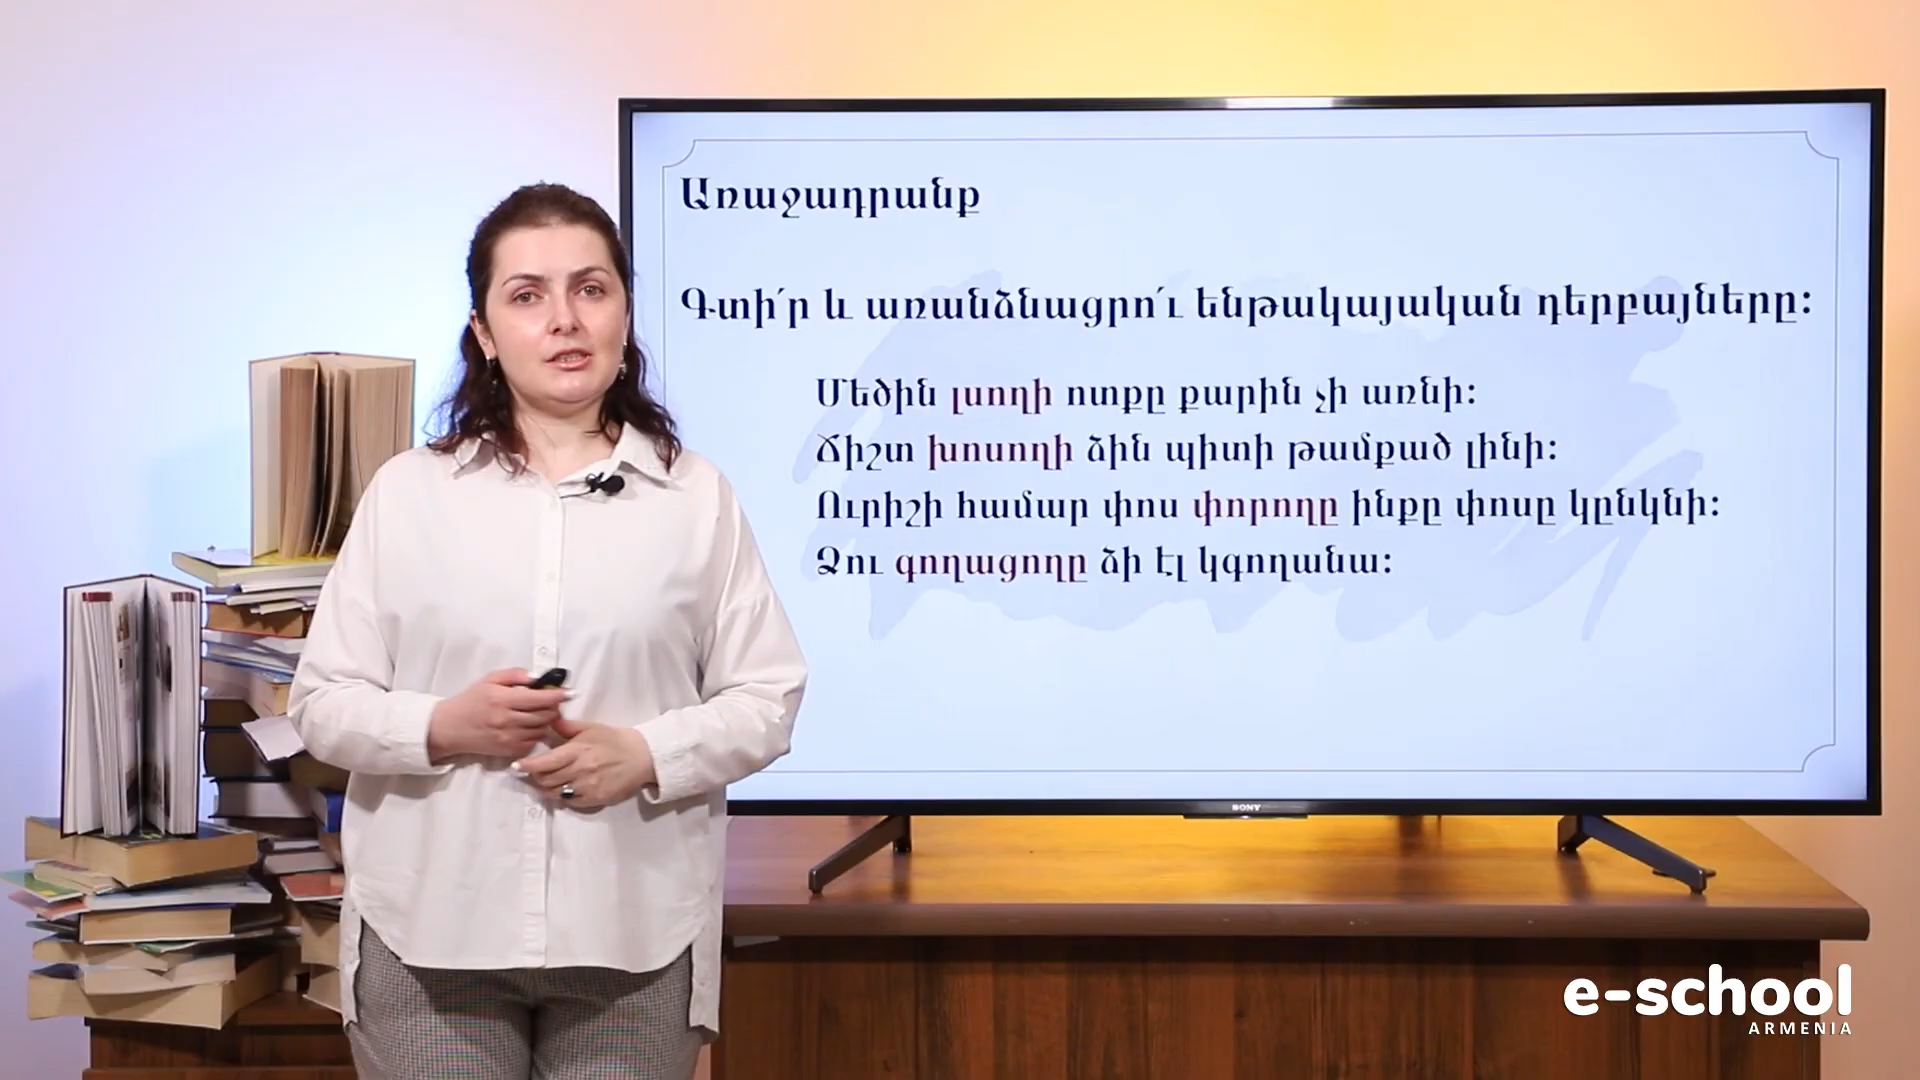 Առաջադրանք
Գտի՛ր և առանձնացրո՛ւ ենթակայական դերբայները:
Մեծին լսողի ոտքը քարին չի առնի:
Ճիշտ խոսողի ձին պիտի թամքած լինի:
Ուրիշի համար փոս փորողը ինքը փոսը կընկնի:
Ձու գողացողը ձի էլ կգողանա:
SONY
e-school
ARMENIA